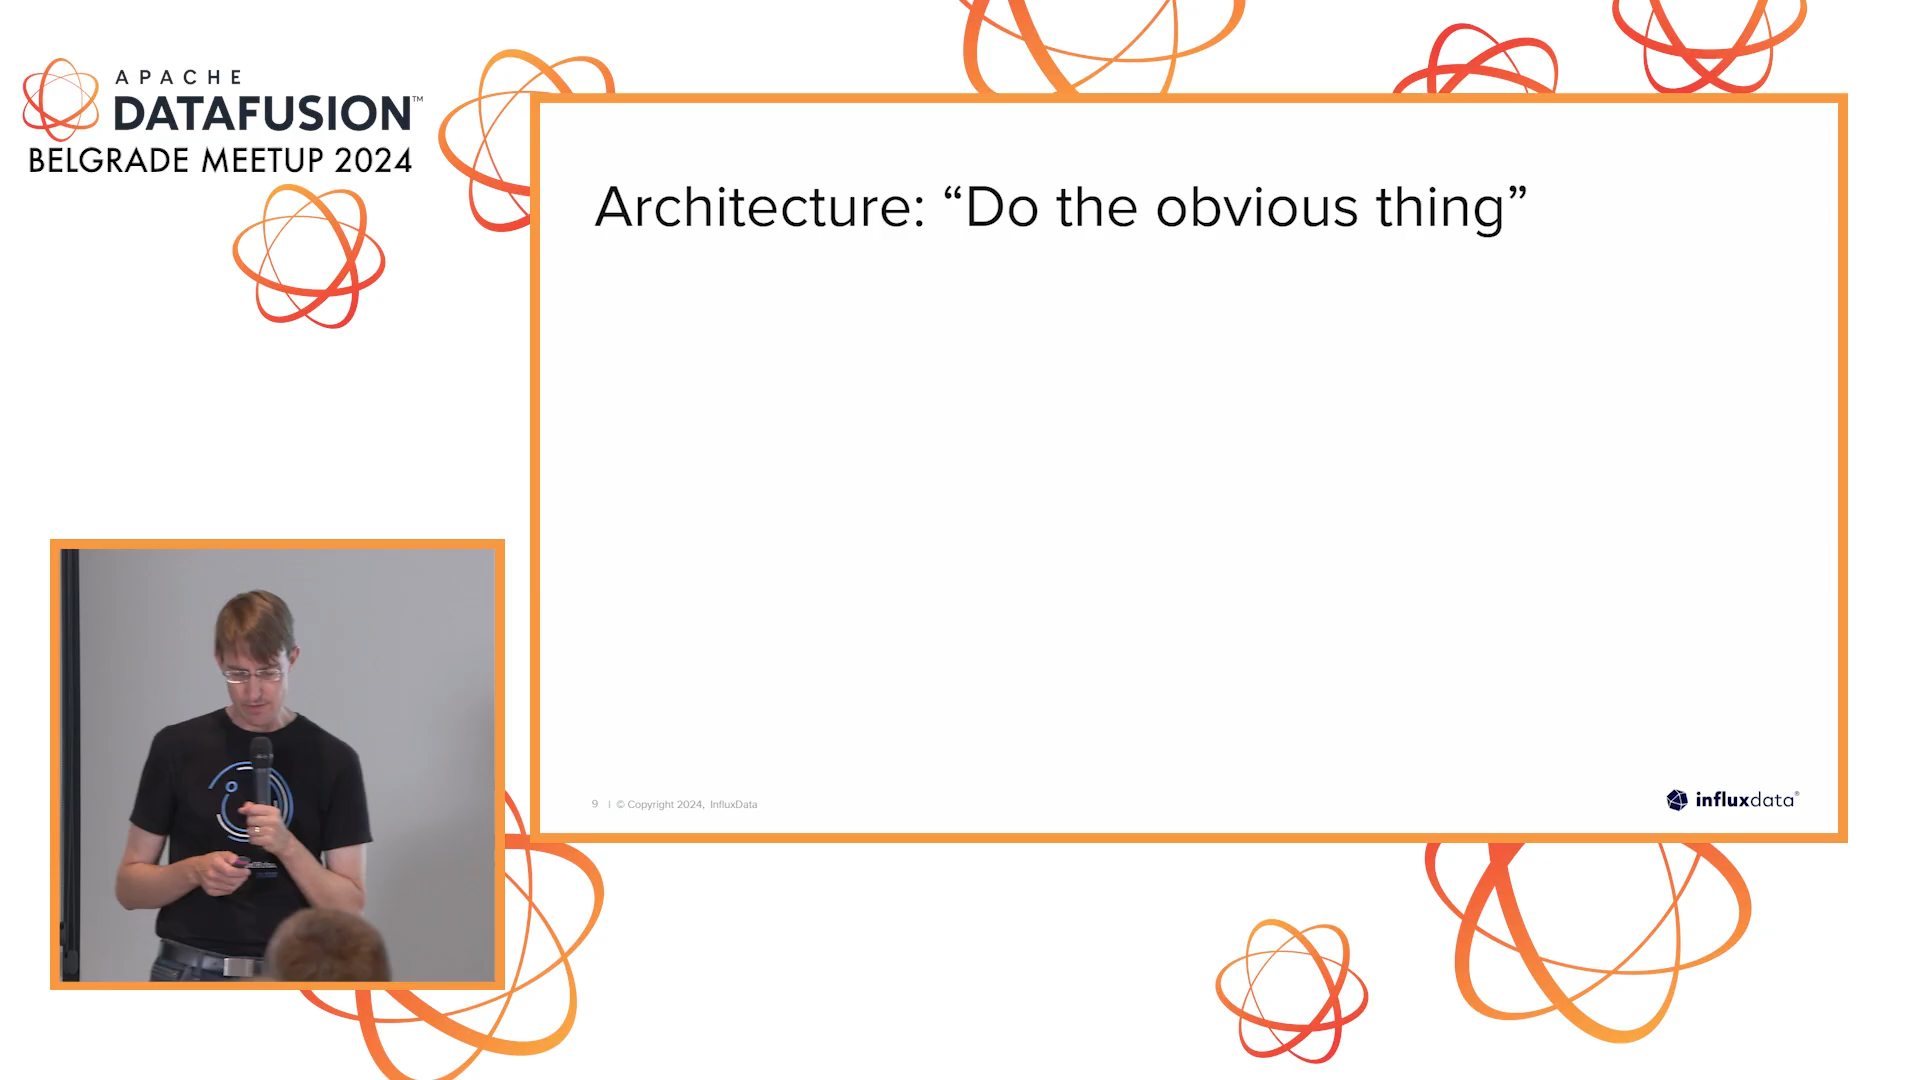 APACHE
DATAFUSION™
BELGRADE MEETUP 2024
Architecture: “Do the obvious thing”
9 | © Copyright 2024, InfluxData
influxdata®